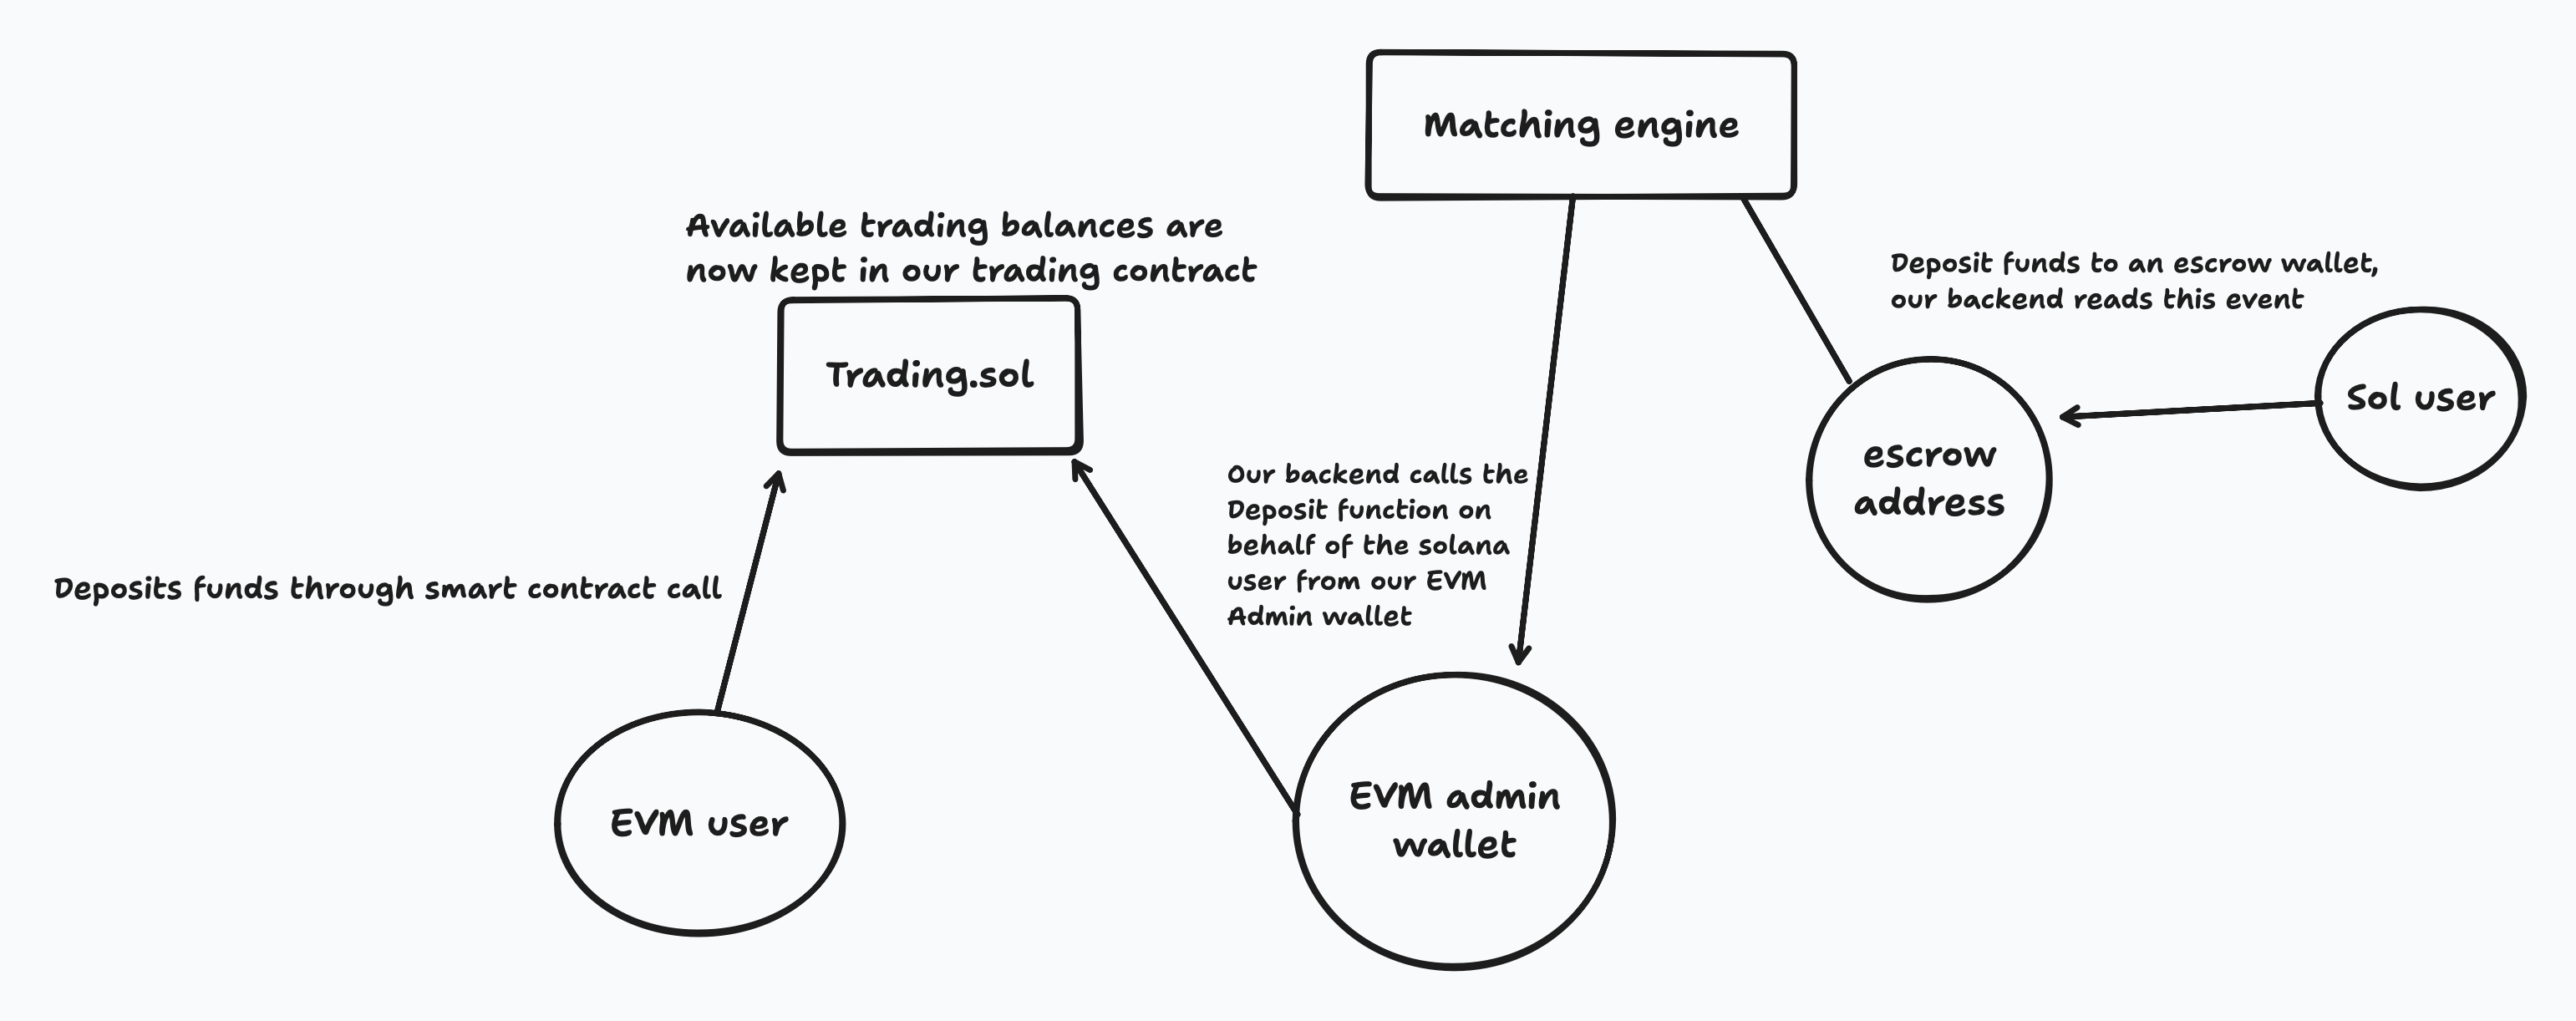 Matching engine
Available trading balances are
now kept in our trading contract
Trading.sol
Deposit funds to an escrow wallet,
our backend reads this event
Sol user
escrow
address
Our backend calls the
Deposit function on
behalf of the solana
user from our EVM
Admin wallet
Deposits funds through smart contract call
EVM user
EVM admin
wallet